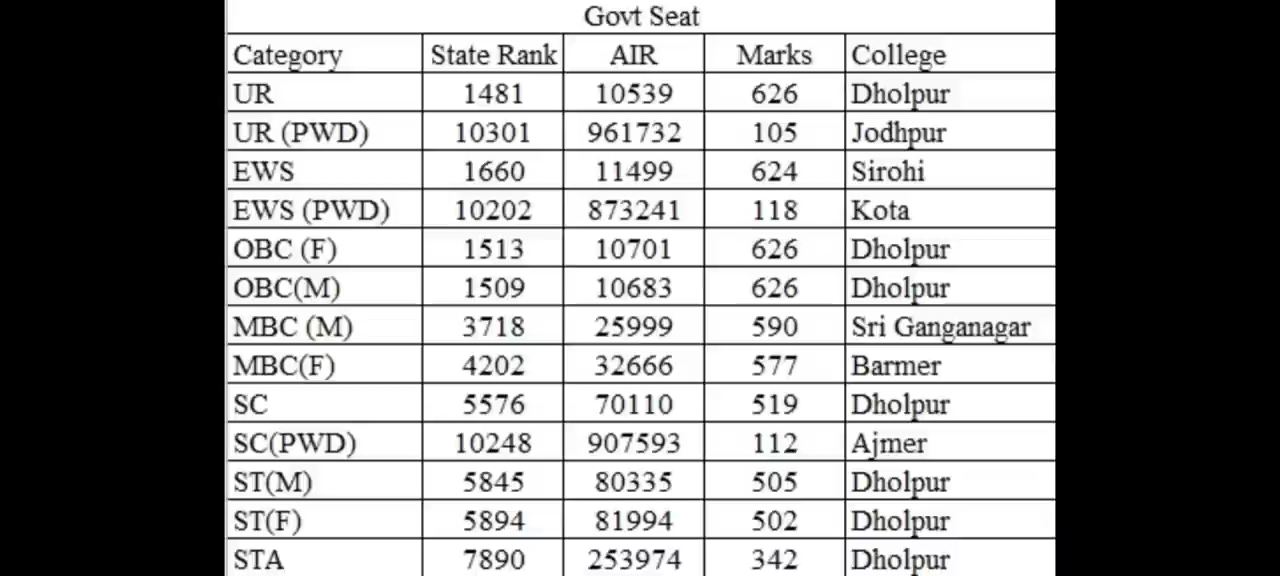 Govt Seat
Category State Rank AIR Marks College
UR 1481 10539 626 Dholpur
UR (PWD) 10301 961732 105 Jodhpur
EWS 1660 11499 624 Sirohi
EWS (PWD) 10202 873241 118 Kota
OBC (F) 1513 10701 626 Dholpur
OBC(M) 1509 10683 626 Dholpur
MBC (M) 3718 25999 590 Sri Ganganagar
MBC(F) 4202 32666 577 Barmer
SC 5576 70110 519 Dholpur
SC(PWD) 10248 907593 112 Ajmer
ST(M) 5845 80335 505 Dholpur
ST(F) 5894 81994 502 Dholpur
STA 7890 253974 342 Dholpur